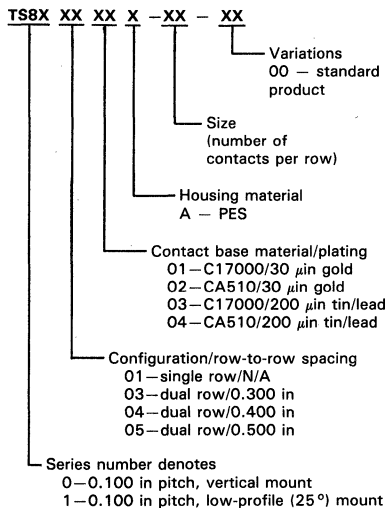 TS8X XX XX X -XX - XX
Variations
00 — standard
product
Size
(number of
contacts per row)
Housing material
A — PES
Contact base material/plating
01—C17000/30 μin gold
02—CA510/30 μin gold
03—C17000/200 μin tin/lead
04—CA510/200 μin tin/lead
Configuration/row-to-row spacing
01—single row/N/A
03—dual row/0.300 in
04—dual row/0.400 in
05—dual row/0.500 in
Series number denotes
0—0.100 in pitch, vertical mount
1—0.100 in pitch, low-profile (25°) mount